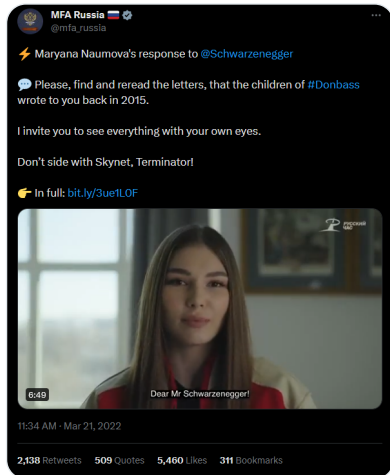 MFA Russia 🇷🇺
@mfa_russia
⚡ Maryana Naumova's response to @Schwarzenegger
💬 Please, find and reread the letters, that the children of #Donbass
wrote to you back in 2015.
I invite you to see everything with your own eyes.
Don't side with Skynet, Terminator!
👉 In full: bit.ly/3ue1L0F
РУССКИЙ
ЧАС
6:49
Dear Mr Schwarzenegger!
11:34 AM · Mar 21, 2022
2,138 Retweets 509 Quotes 5,460 Likes 311 Bookmarks